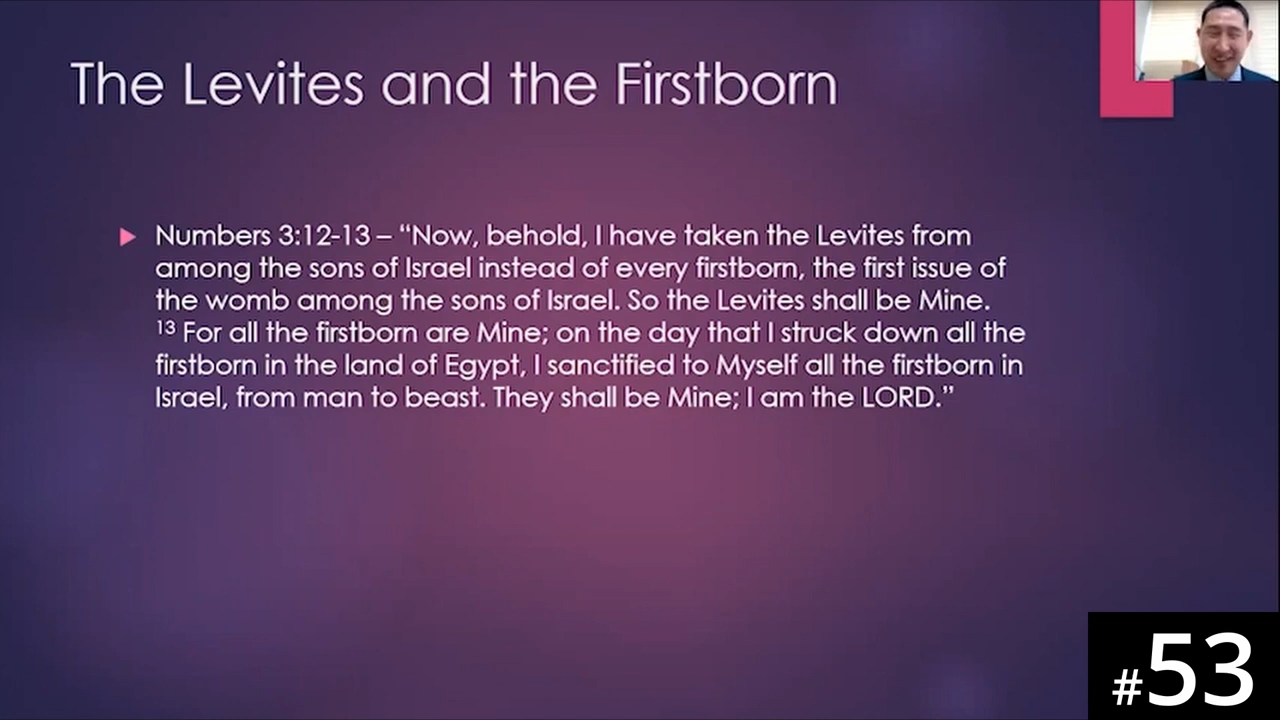 The Levites and the Firstborn
Numbers 3:12-13 – “Now, behold, I have taken the Levites from
among the sons of Israel instead of every firstborn, the first issue of
the womb among the sons of Israel. So the Levites shall be Mine.
¹³ For all the firstborn are Mine; on the day that I struck down all the
firstborn in the land of Egypt, I sanctified to Myself all the firstborn in
Israel, from man to beast. They shall be Mine; I am the LORD.”
#53